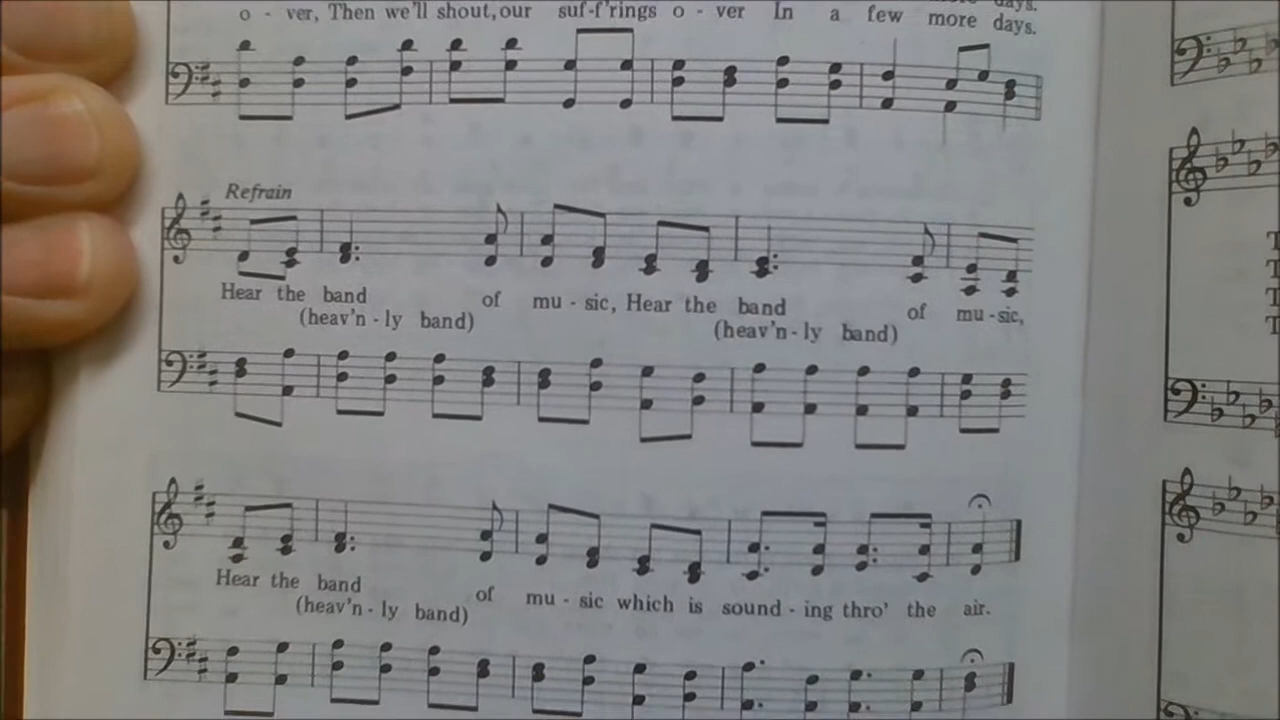 days.
o - ver, Then we'll shout, our suf-f'rings o - ver In a few more days.
Refrain
Hear the band of mu - sic, Hear the band of mu - sic,
(heav'n - ly band) (heav'n - ly band)
Hear the band of mu - sic which is sound - ing thro' the air.
(heav'n - ly band)
T
T
T
T